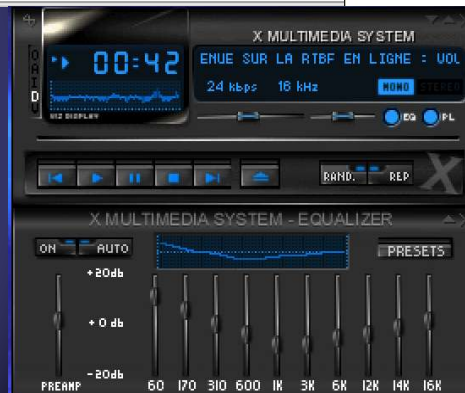 X MULTIMEDIA SYSTEM
O
A
I
D
V
00:42
ENUE SUR LA RTBF EN LIGNE : VOU
24 kbps 16 kHz
MONO STEREO
VIZ DISPLAY
EQ PL
RAND. REP
X
X MULTIMEDIA SYSTEM - EQUALIZER
ON AUTO
PRESETS
+20db
+0 db
-20db
PREAMP 60 170 310 600 1K 3K 6K 12K 14K 16K